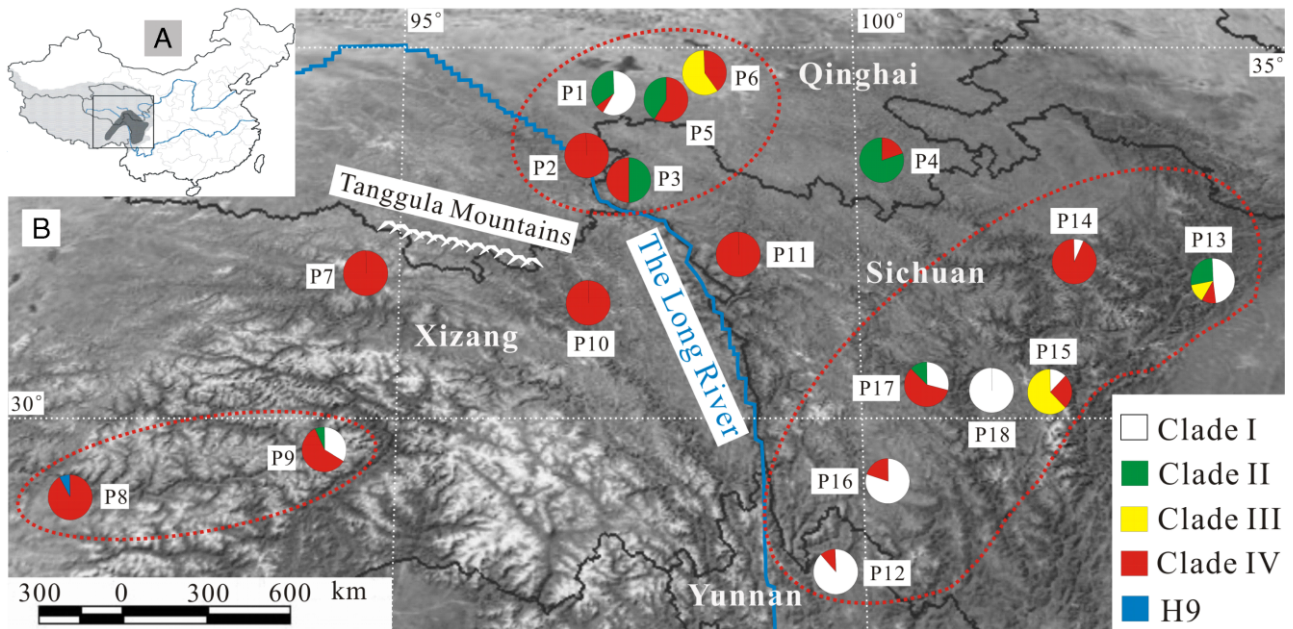 A
95°
100°
35°
Qinghai
P1
P6
P5
P2
P3
P4
B
Tanggula Mountains
The Long River
P7
P11
P14
P13
Sichuan
Xizang
P10
P15
P17
P18
30°
P9
P8
P16
P12
Yunnan
Clade I
Clade II
Clade III
Clade IV
H9
300 0 300 600 km